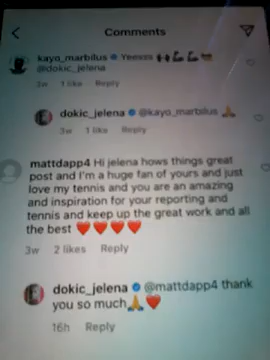 Comments
kayo_marbilus Yeesss
@dokic_jelena
3w 1 like Reply
dokic_jelena @kayo_marbilus 🙏
3w 1 like Reply
mattdapp4 Hi jelena hows things great
post and I'm a huge fan of yours and just
love my tennis and you are an amazing
and inspiration for your reporting and
tennis and keep up the great work and all
the best ❤️❤️❤️❤️
3w 2 likes Reply
dokic_jelena @mattdapp4 thank
you so much🙏❤️
16h Reply